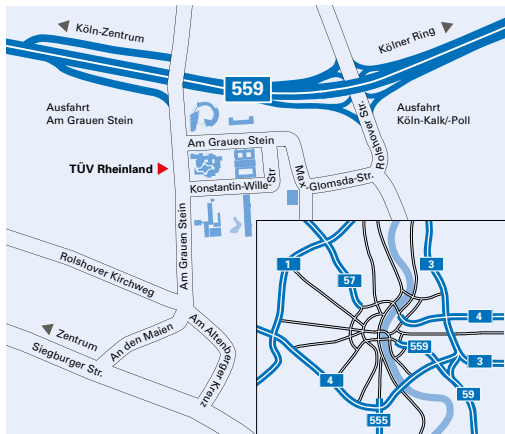 Köln-Zentrum
Kölner Ring
559
Ausfahrt
Am Grauen Stein
Ausfahrt
Köln-Kalk/-Poll
Rolshover Str.
Am Grauen Stein
TÜV Rheinland
Konstantin-Wille-Str
Max-Glomsda-Str.
Am Grauen Stein
Rolshover Kirchweg
Zentrum
Siegburger Str.
An den Maien
Am Altenberger Kreuz
1
3
57
4
559
3
4
59
555